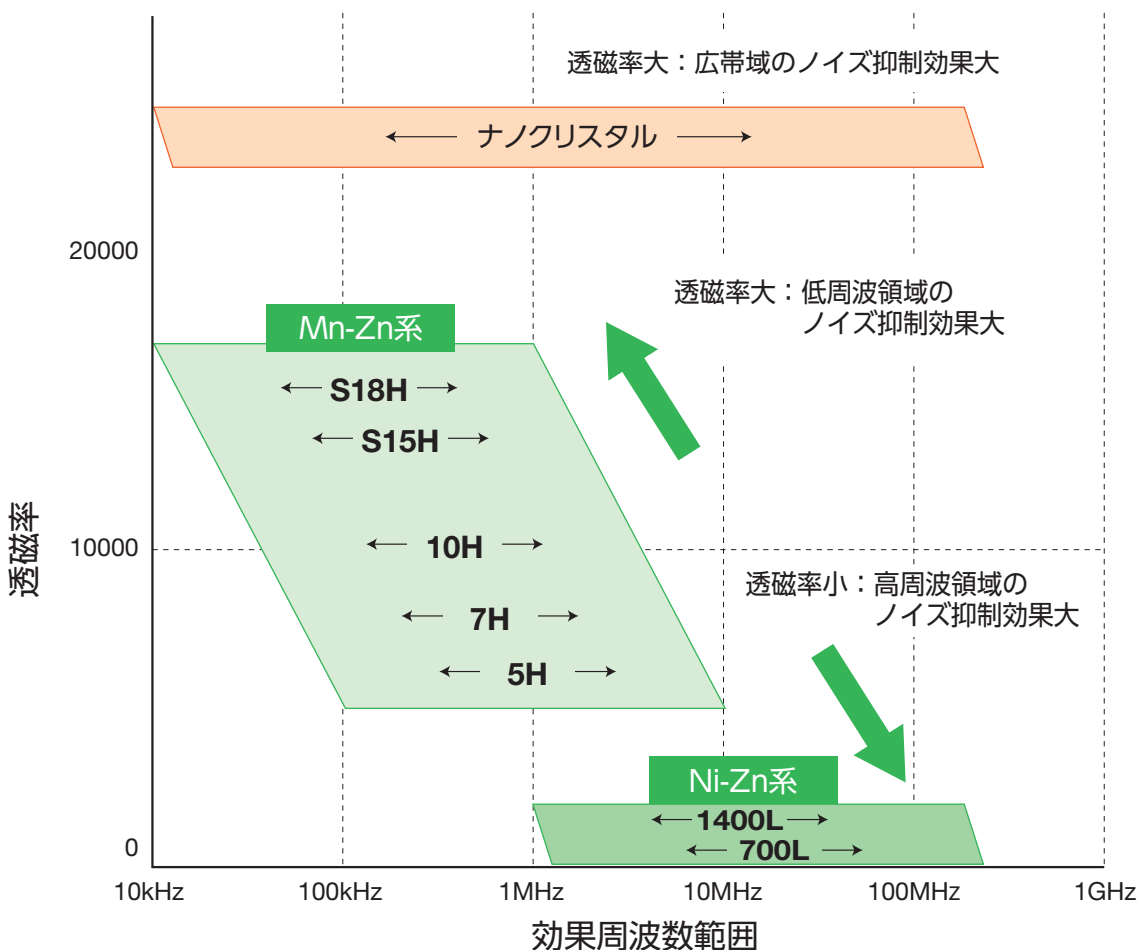 透磁率大：広帯域のノイズ抑制効果大
ナノクリスタル
20000
透磁率大：低周波領域の
ノイズ抑制効果大
Mn-Zn系
S18H
S15H
透磁率
10000
10H
透磁率小：高周波領域の
ノイズ抑制効果大
7H
5H
Ni-Zn系
1400L
700L
0
10kHz 100kHz 1MHz 10MHz 100MHz 1GHz
効果周波数範囲